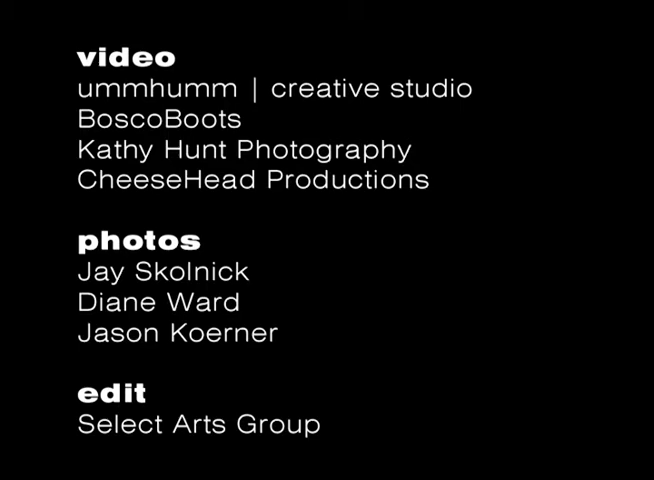 video
ummhumm | creative studio
BoscoBoots
Kathy Hunt Photography
CheeseHead Productions
photos
Jay Skolnick
Diane Ward
Jason Koerner
edit
Select Arts Group